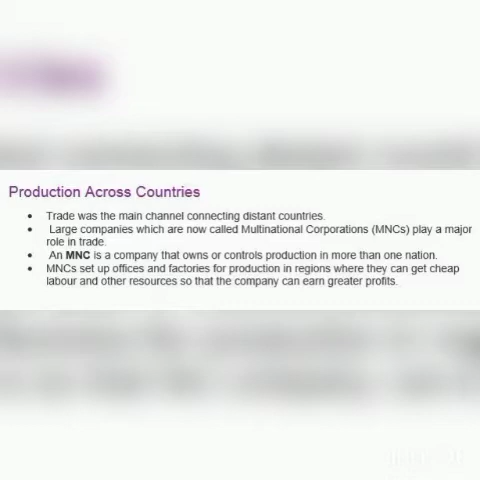 Production Across Countries
• Trade was the main channel connecting distant countries.
• Large companies which are now called Multinational Corporations (MNCs) play a major
role in trade.
• An MNC is a company that owns or controls production in more than one nation.
• MNCs set up offices and factories for production in regions where they can get cheap
labour and other resources so that the company can earn greater profits.